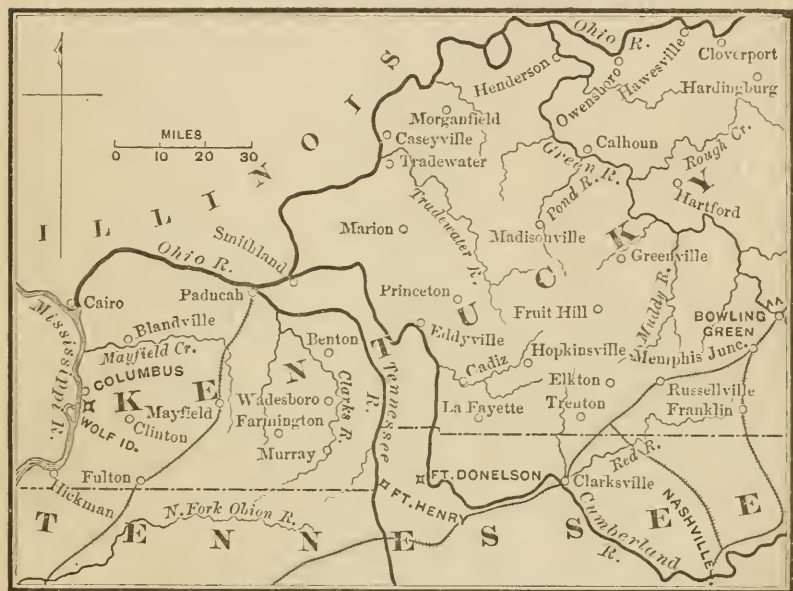 Ohio R.
Hawesville
Cloverport
Henderson
Owensboro
Hardingburg
MILES
0 10 20 30
Morganfield
Caseyville
Tradewater
Calhoun
Green R.
Rough Cr.
ILLINOIS
Tradewater R.
Pond R.
Hartford
Marion
Madisonville
Smithland
Ohio R.
Greenville
Muddy R.
Cairo
Paducah
Princeton
Fruit Hill
BOWLING
GREEN
Mississippi R.
Blandville
Benton
Eddyville
Mayfield Cr.
Cadiz
Hopkinsville
Memphis Junc.
COLUMBUS
KENTUCKY
Clarks R.
Tennessee R.
Elkton
Russellville
WOLF ID.
Mayfield
Wadesboro
La Fayette
Trenton
Franklin
Clinton
Farmington
Murray
Red R.
Fulton
Hickman
FT. DONELSON
FT. HENRY
Clarksville
N. Fork Obion R.
Cumberland R.
NASHVILLE
TENNESSEE